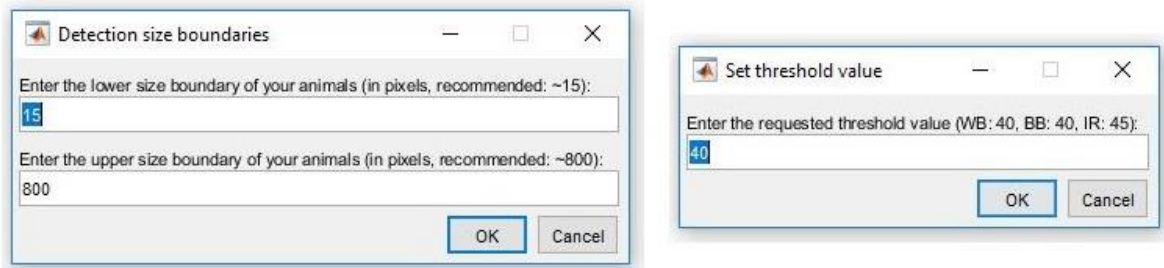 Detection size boundaries
Enter the lower size boundary of your animals (in pixels, recommended: ~15):
15
Enter the upper size boundary of your animals (in pixels, recommended: ~800):
800
OK
Cancel
Set threshold value
Enter the requested threshold value (WB: 40, BB: 40, IR: 45):
40
OK
Cancel